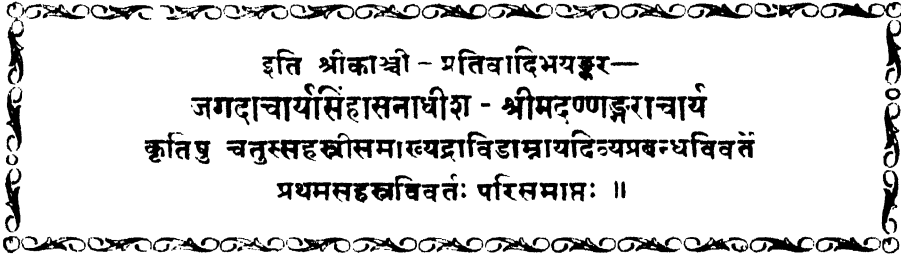 इति श्रीकाञ्ची - प्रतिवादिभयङ्कर—
जगदाचार्यसिंहासनाधीश - श्रीमदण्णङ्गराचार्य
कृतिषु चतुस्सहस्रीसमाख्यद्राविडाम्नायदिव्यप्रबन्धविवर्ते
प्रथमसहस्रविवर्तः परिसमाप्तः ॥